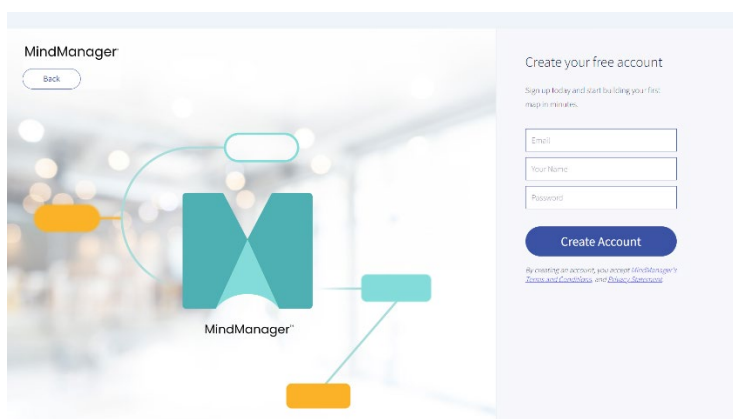 MindManager
Back
MindManager™
Create your free account
Sign up today and start building your first
map in minutes.
Email
Your Name
Password
Create Account
By creating an account, you accept MindManager's
Terms and Conditions, and Privacy Statement.